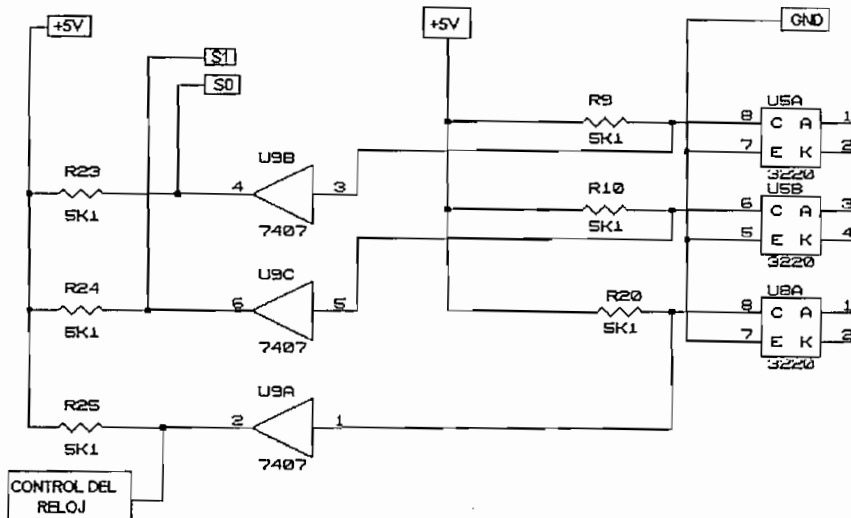 +5V
+5V
GND
S1
S0
R9
5K1
U5A
8 C A 1
7 E K 2
3220
R23
5K1
U9B
4 3
7407
R10
5K1
U5B
6 C A 3
5 E K 4
3220
R24
5K1
U9C
6 5
7407
R20
5K1
U8A
8 C A 1
7 E K 2
3220
R25
5K1
U9A
2 1
7407
CONTROL DEL
RELOJ